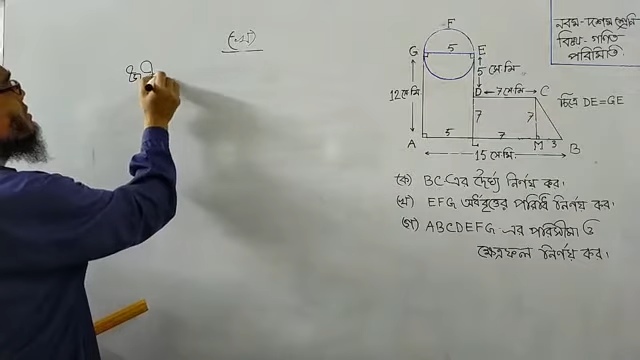 নবম-দশম শ্রেণি
বিষয়- গণিত
পরিমিতি
(খ)
F
G 5 E
5 সে.মি
D 7 সে.মি C
চিত্রে DE=GE
12 সে.মি
7 7
A 5 7 M 3 B
15 সে.মি.
(ক) BC এর দৈর্ঘ্য নির্ণয় কর।
(খ) EFG অর্ধবৃত্তের পরিধি নির্ণয় কর.
(গ) ABCDEFG এর পরিসীমা ও
ক্ষেত্রফল নির্ণয় কর।